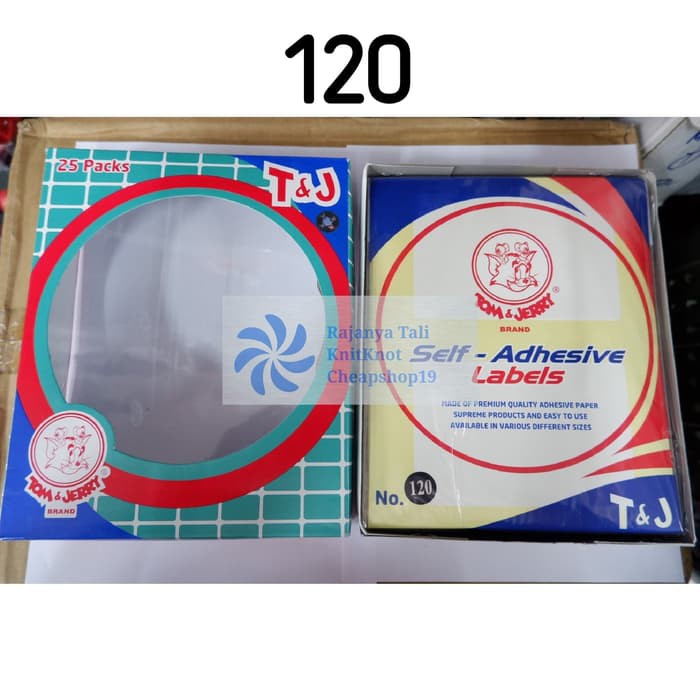 120
25 Packs
T&J
TOM & JERRY
BRAND
TOM & JERRY®
BRAND
Self - Adhesive
Labels
MADE OF PREMIUM QUALITY ADHESIVE PAPER
SUPREME PRODUCTS AND EASY TO USE
AVAILABLE IN VARIOUS DIFFERENT SIZES
No. 120
T&J
Rajanya Tali
KnitKnot
Cheapshop19